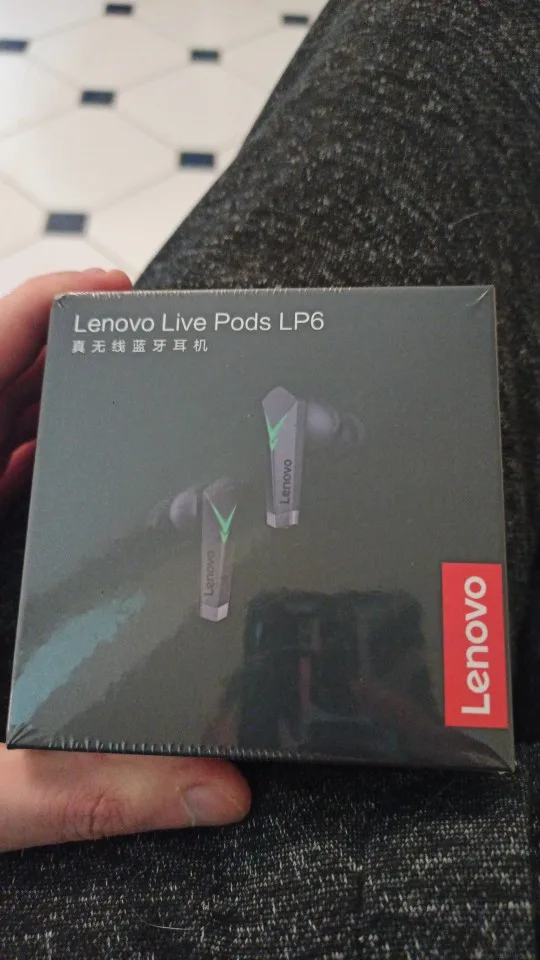 Lenovo Live Pods LP6
真无线蓝牙耳机
Lenovo
Lenovo
Lenovo